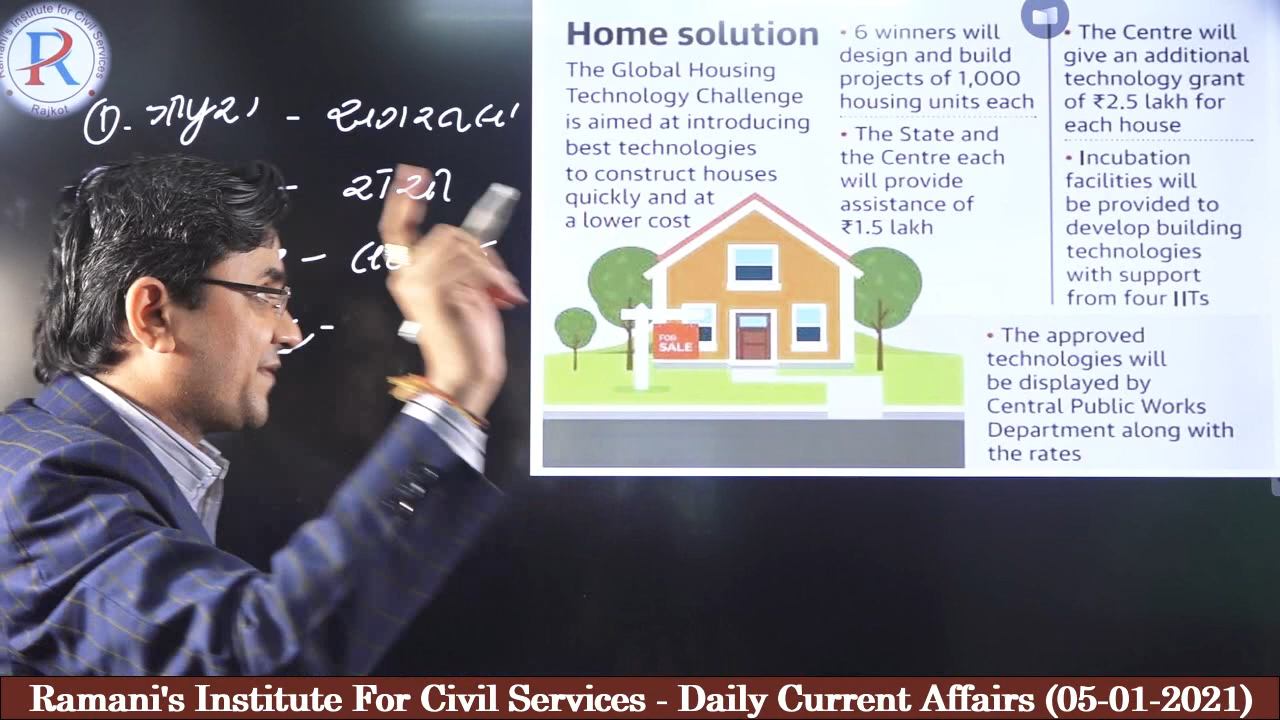 Ramani's Institute for Civil Services
R
Rajkot
①. ત્રીપુરા - અગરતલા
- રાંચી
Home solution
The Global Housing
Technology Challenge
is aimed at introducing
best technologies
to construct houses
quickly and at
a lower cost
• 6 winners will
design and build
projects of 1,000
housing units each
• The State and
the Centre each
will provide
assistance of
₹1.5 lakh
• The Centre will
give an additional
technology grant
of ₹2.5 lakh for
each house
• Incubation
facilities will
be provided to
develop building
technologies
with support
from four IITs
FOR
SALE
• The approved
technologies will
be displayed by
Central Public Works
Department along with
the rates
Ramani's Institute For Civil Services - Daily Current Affairs (05-01-2021)